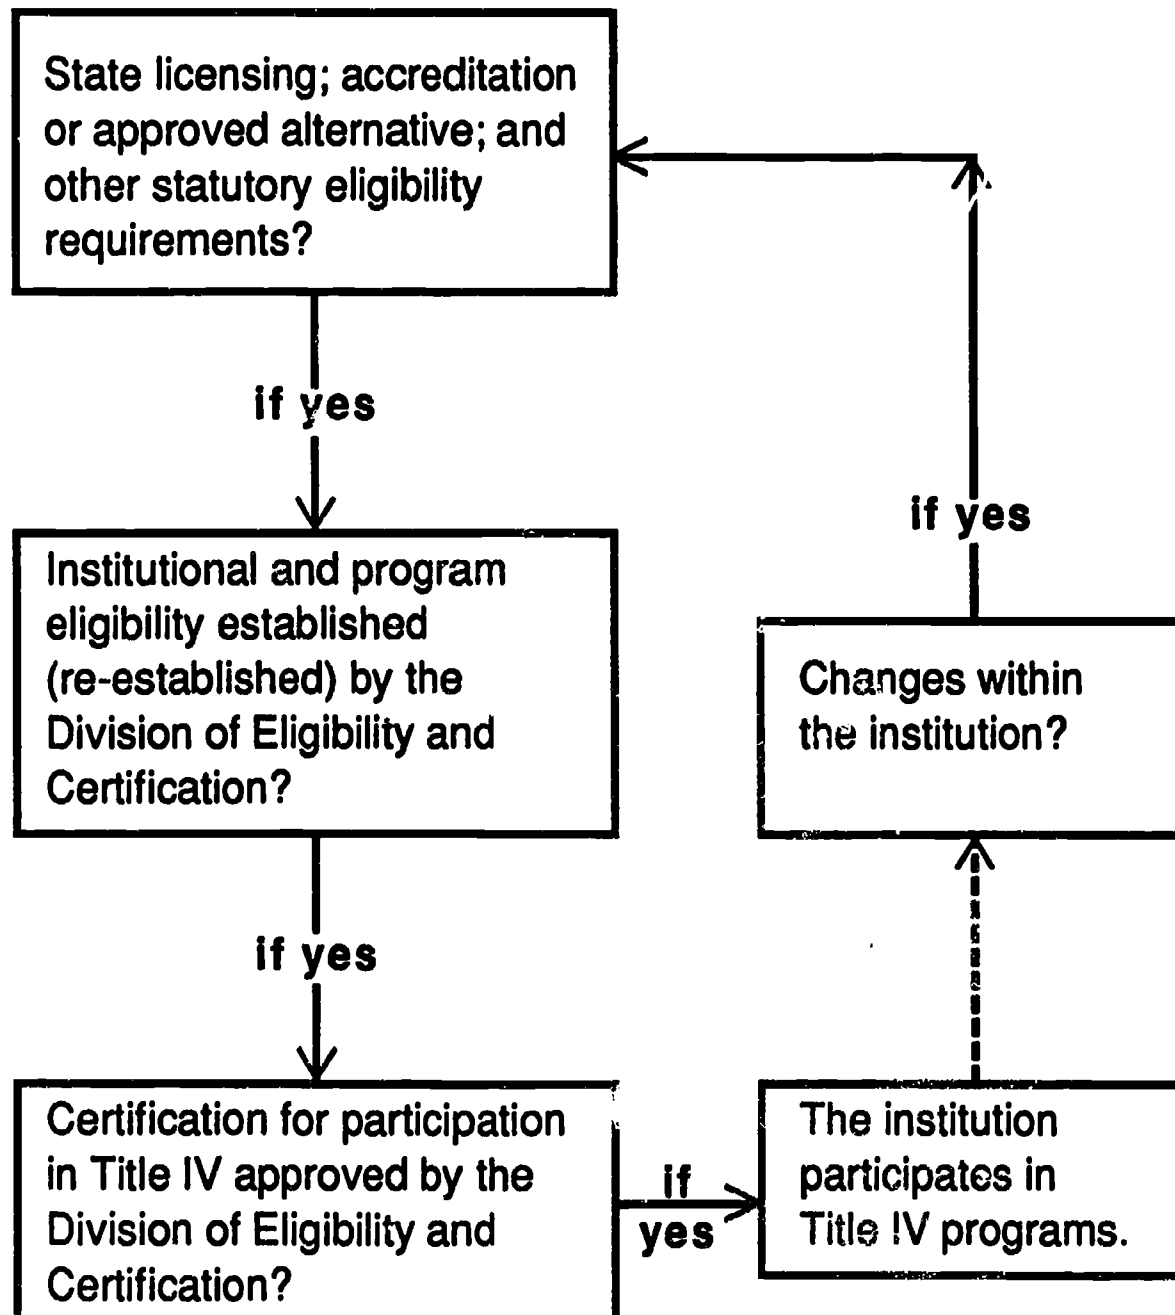 State licensing; accreditation
or approved alternative; and
other statutory eligibility
requirements?
if yes
Institutional and program
eligibility established
(re-established) by the
Division of Eligibility and
Certification?
if yes
Certification for participation
in Title IV approved by the
Division of Eligibility and
Certification?
if
yes
The institution
participates in
Title IV programs.
Changes within
the institution?
if yes